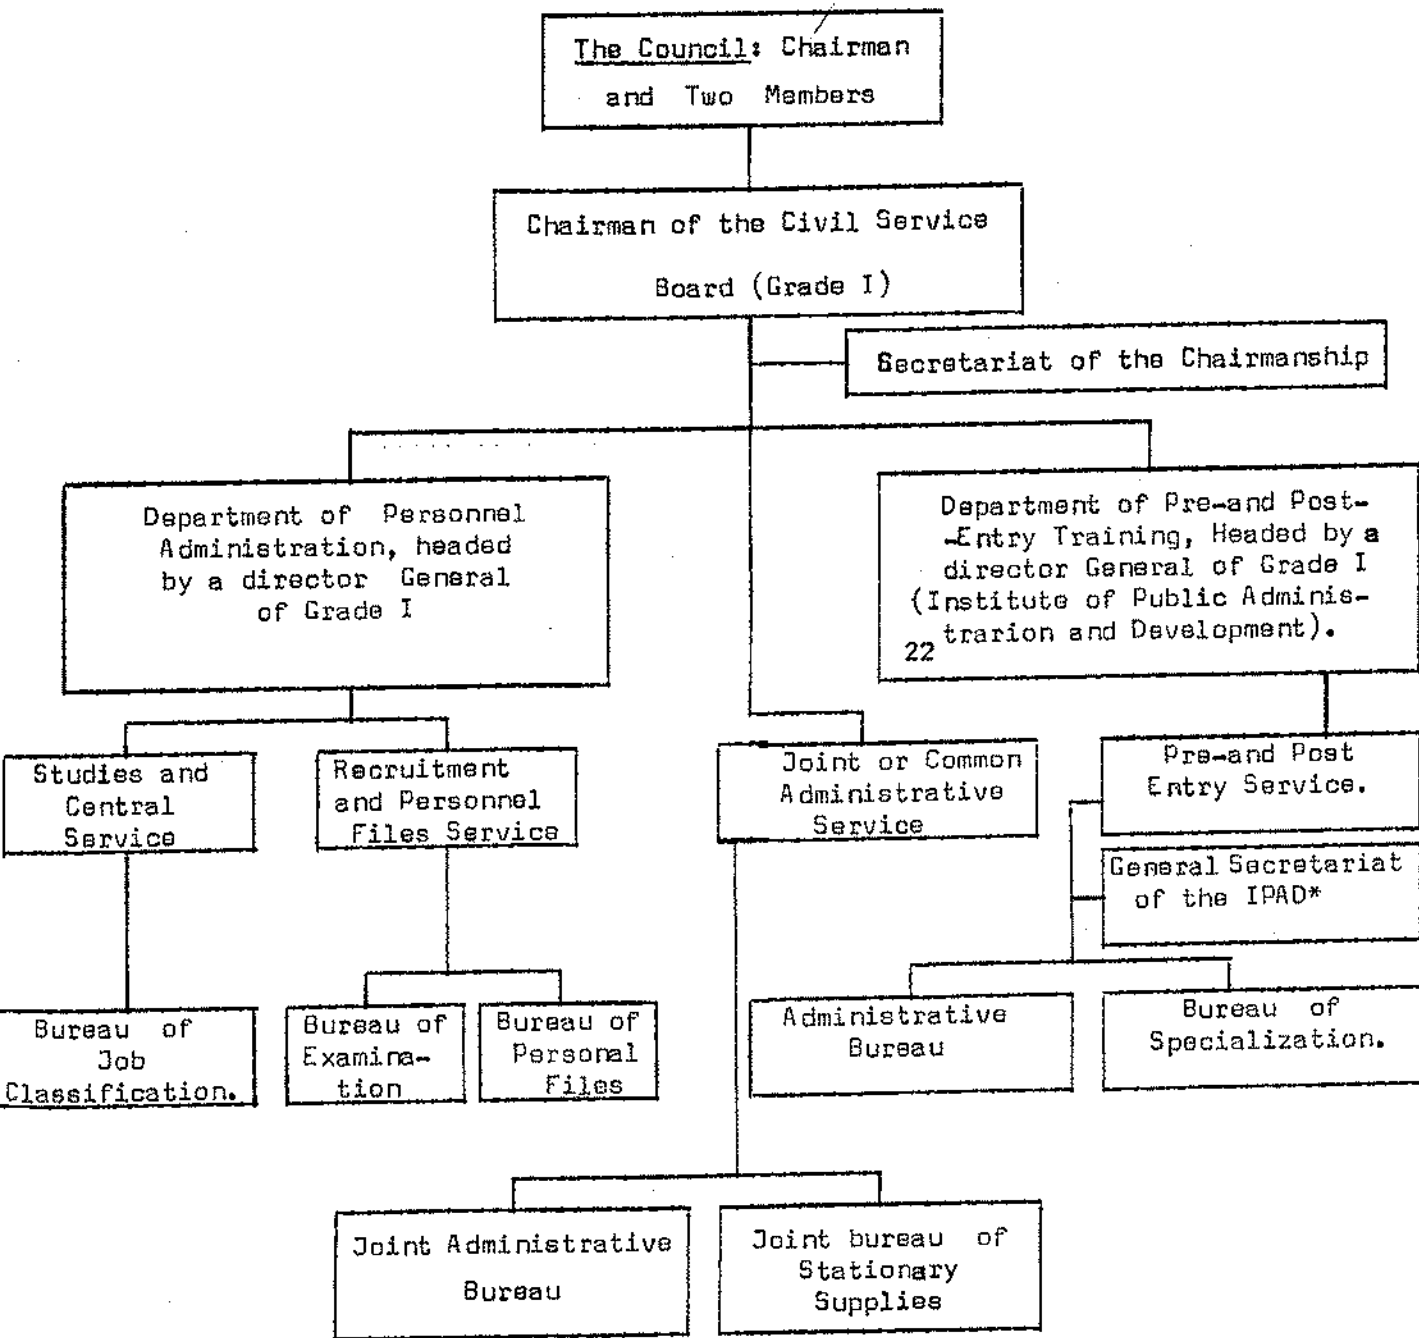 The Council: Chairman
and Two Members
Chairman of the Civil Service
Board (Grade I)
Secretariat of the Chairmanship
Department of Personnel
Administration, headed
by a director General
of Grade I
Department of Pre-and Post-
-Entry Training, Headed by a
director General of Grade I
(Institute of Public Adminis-
trarion and Development).
22
Studies and
Central
Service
Recruitment
and Personnel
Files Service
Joint or Common
Administrative
Service
Pre-and Post
Entry Service.
General Secretariat
of the IPAD*
Bureau of
Job
Classification.
Bureau of
Examina-
tion
Bureau of
Personal
Files
Administrative
Bureau
Bureau of
Specialization.
Joint Administrative
Bureau
Joint bureau of
Stationary
Supplies